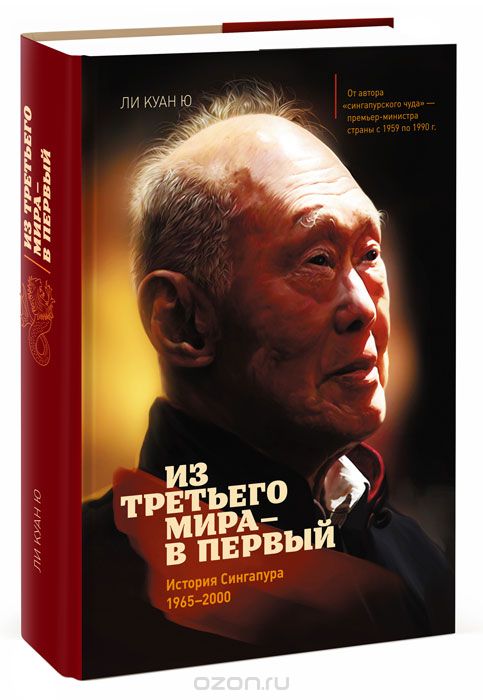 ЛИ КУАН Ю
От автора
«сингапурского чуда» —
премьер-министра
страны с 1959 по 1990 г.
ИЗ
ТРЕТЬЕГО
МИРА–
В ПЕРВЫЙ
История Сингапура
1965–2000
ИЗ ТРЕТЬЕГО
МИРА–
В ПЕРВЫЙ
ЛИ КУАН Ю
ozon.ru